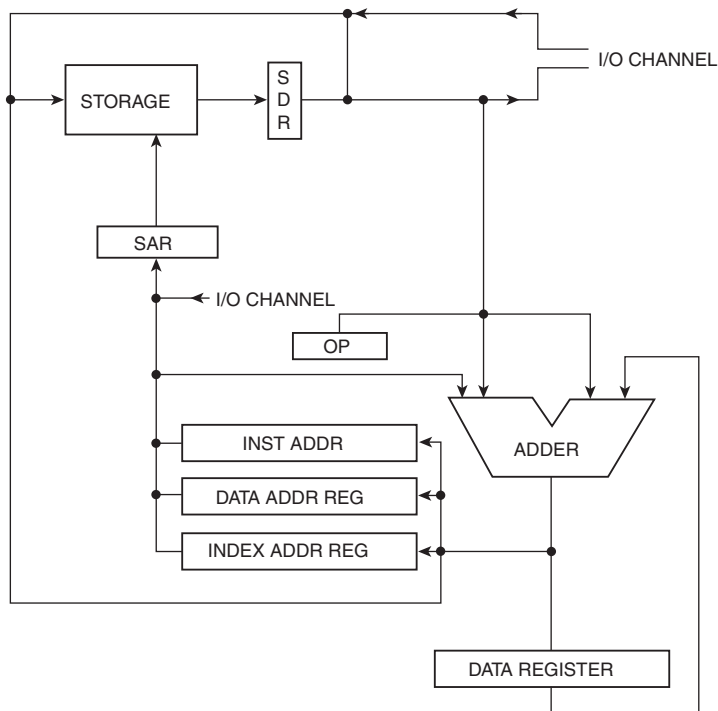 I/O CHANNEL
STORAGE
S
D
R
SAR
I/O CHANNEL
OP
INST ADDR
ADDER
DATA ADDR REG
INDEX ADDR REG
DATA REGISTER